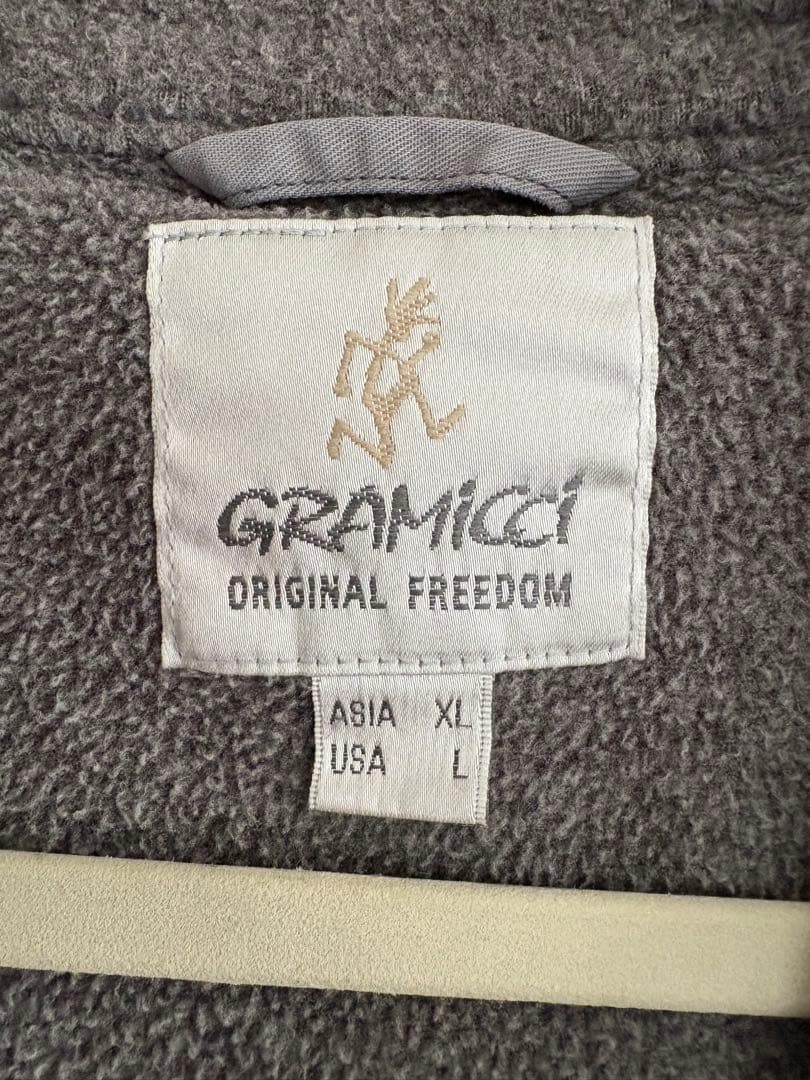 GRAMiCCi
ORIGINAL FREEDOM
ASIA XL
USA L